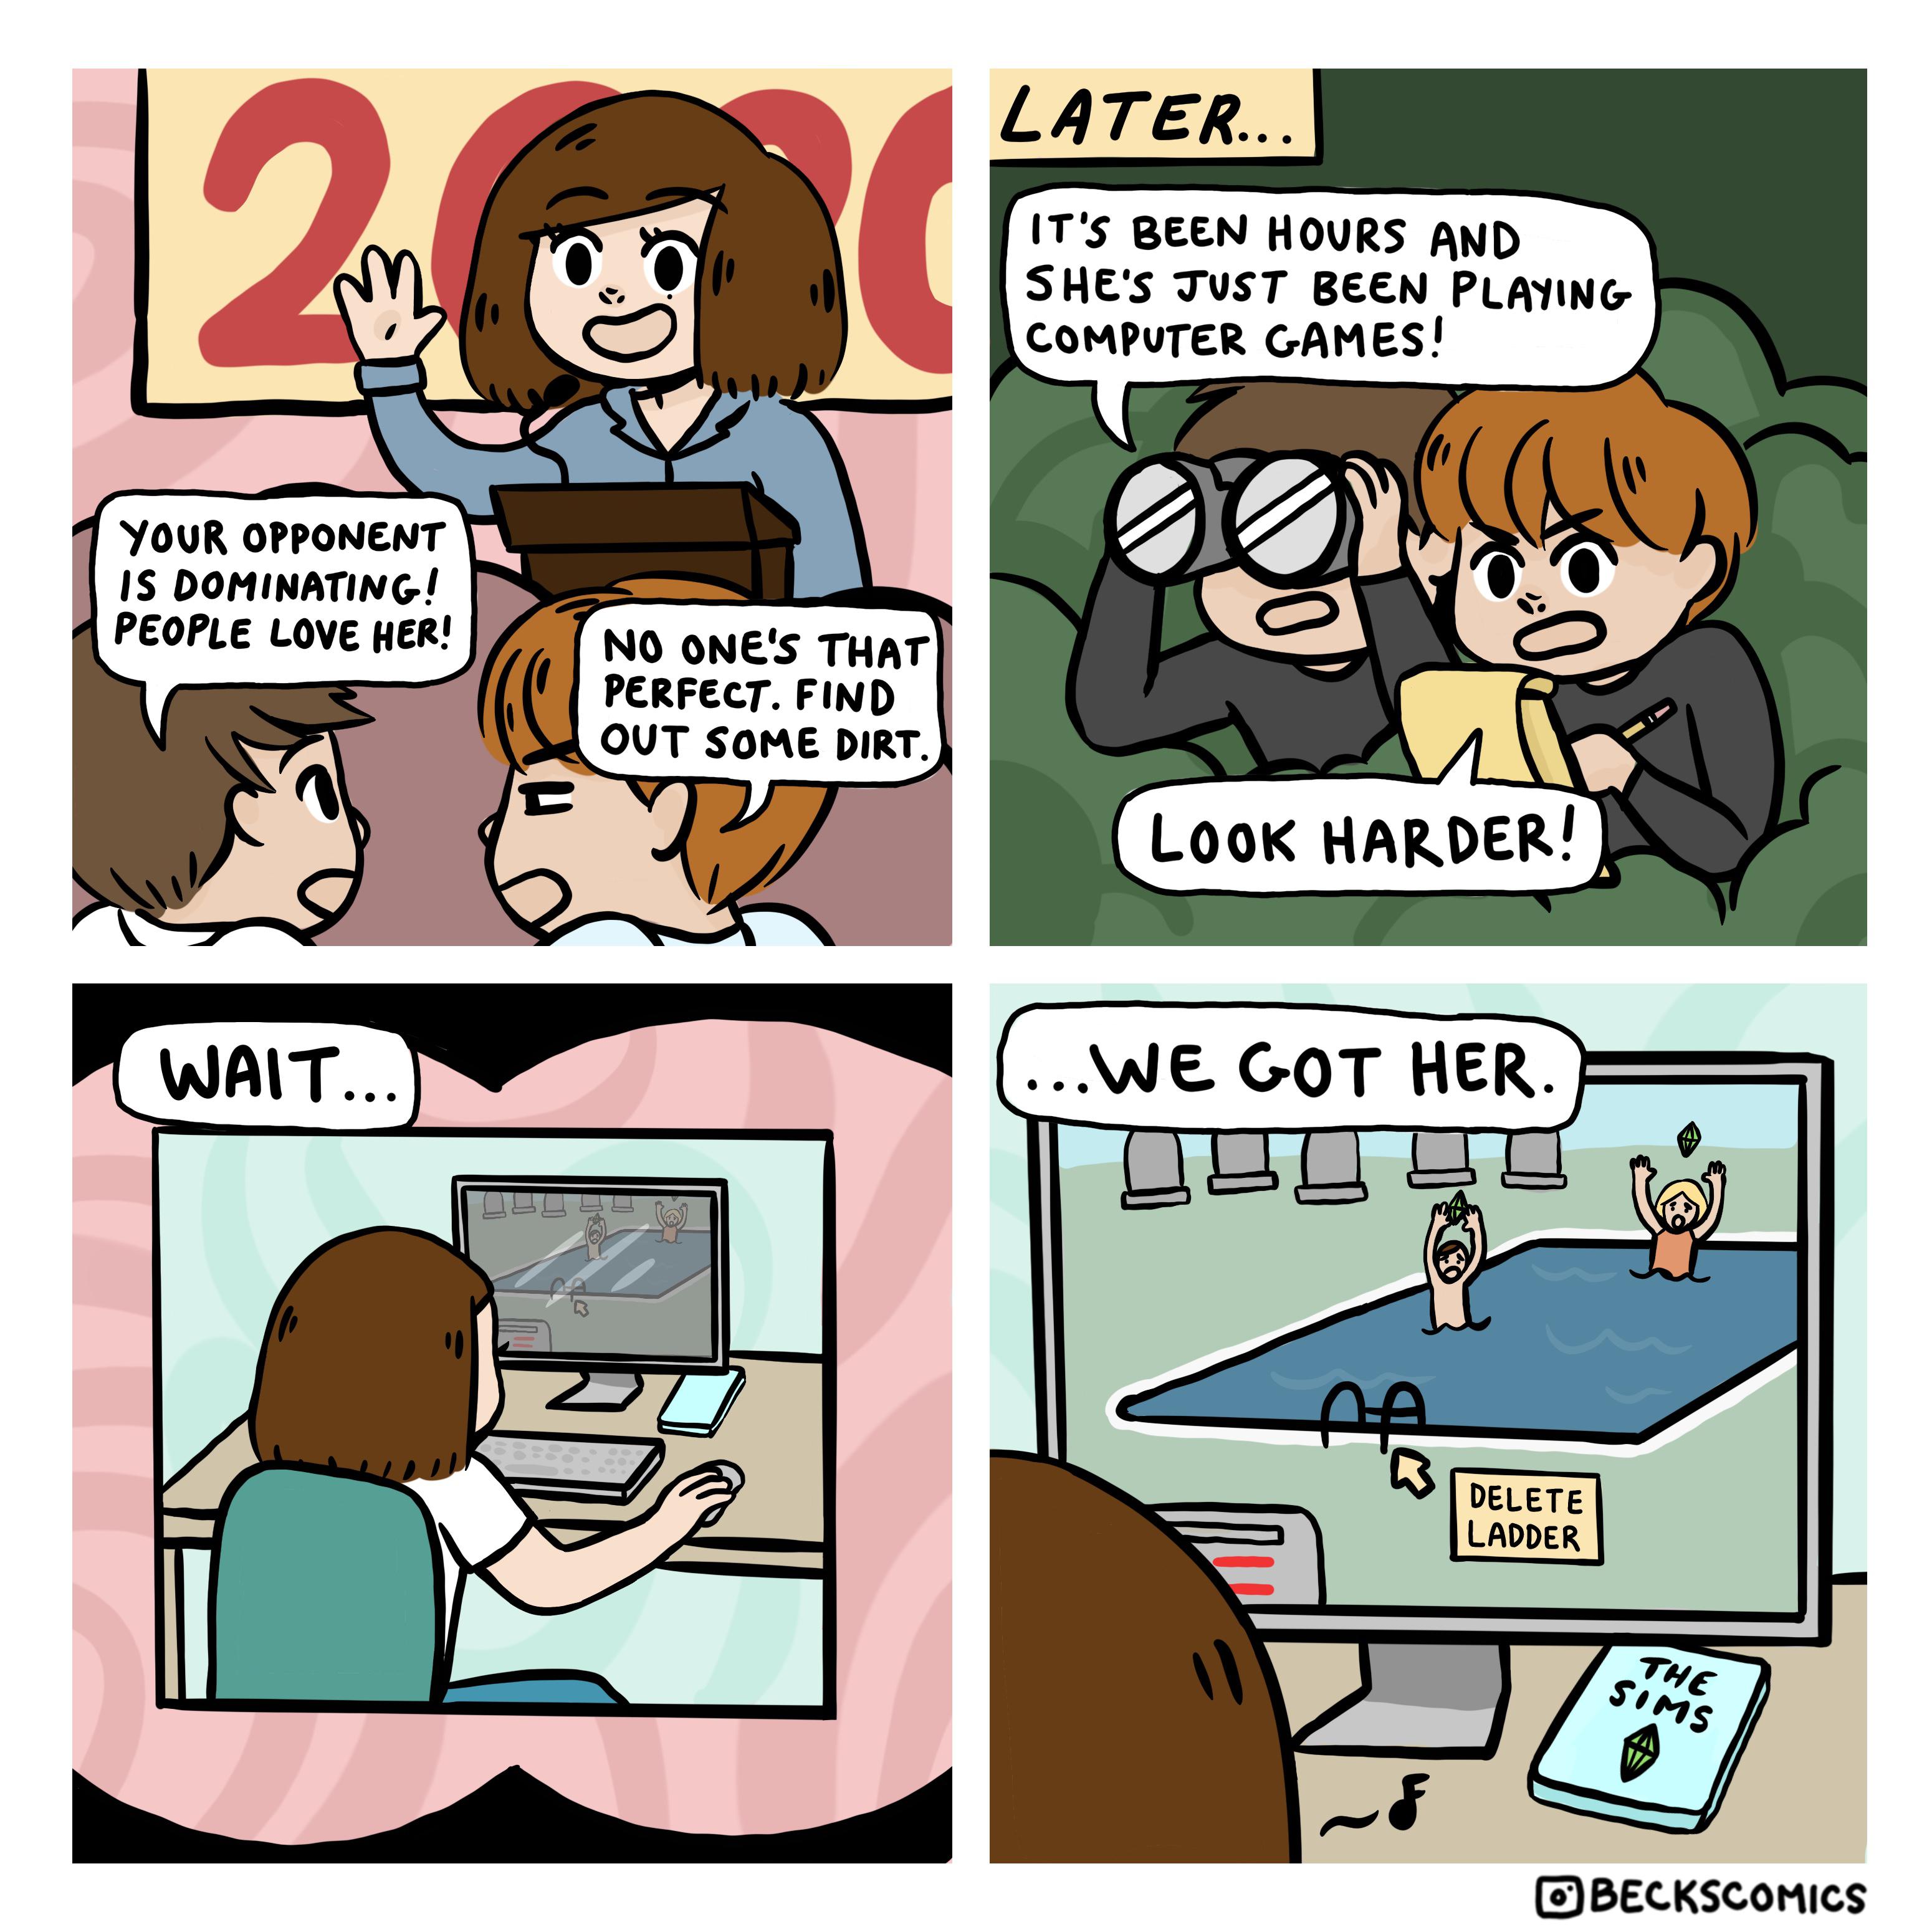 2020
YOUR OPPONENT
IS DOMINATING!
PEOPLE LOVE HER!
NO ONE'S THAT
PERFECT. FIND
OUT SOME DIRT.
LATER...
IT'S BEEN HOURS AND
SHE'S JUST BEEN PLAYING
COMPUTER GAMES!
LOOK HARDER!
WAIT...
...WE GOT HER.
DELETE
LADDER
THE
SIMS
BECKSCOMICS